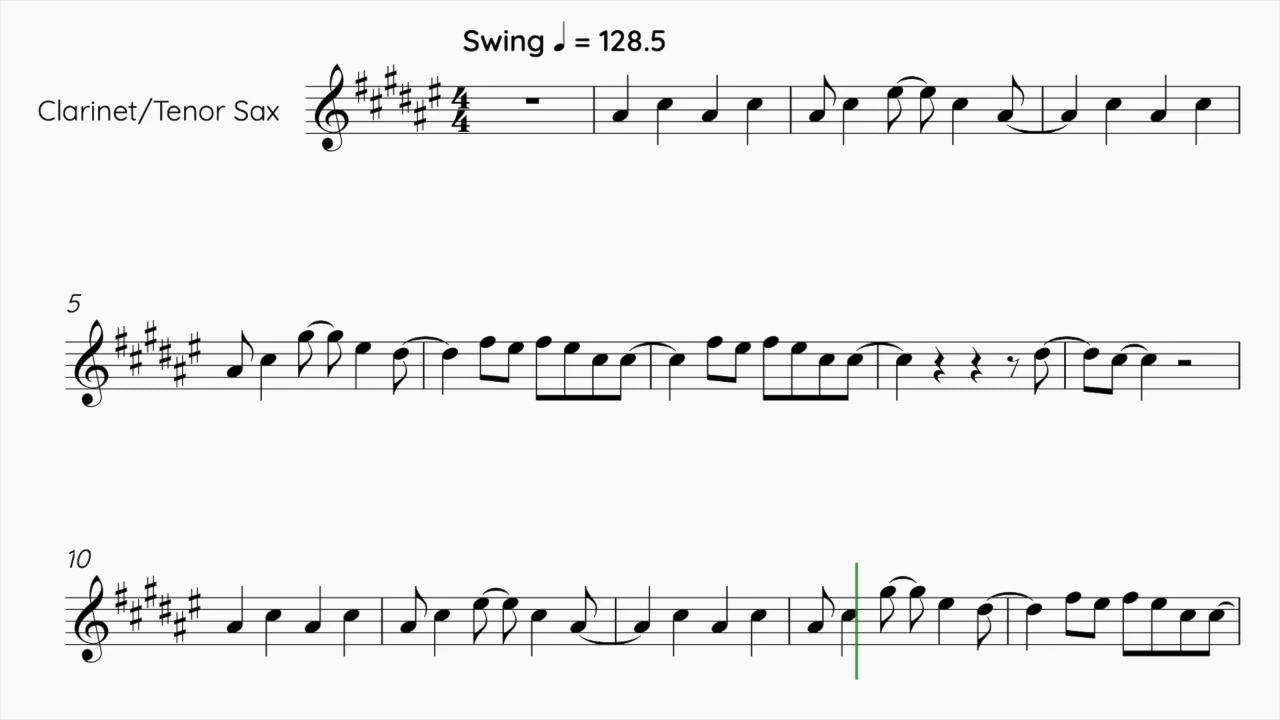 Swing ♩ = 128.5
Clarinet/Tenor Sax
4
4
5
10